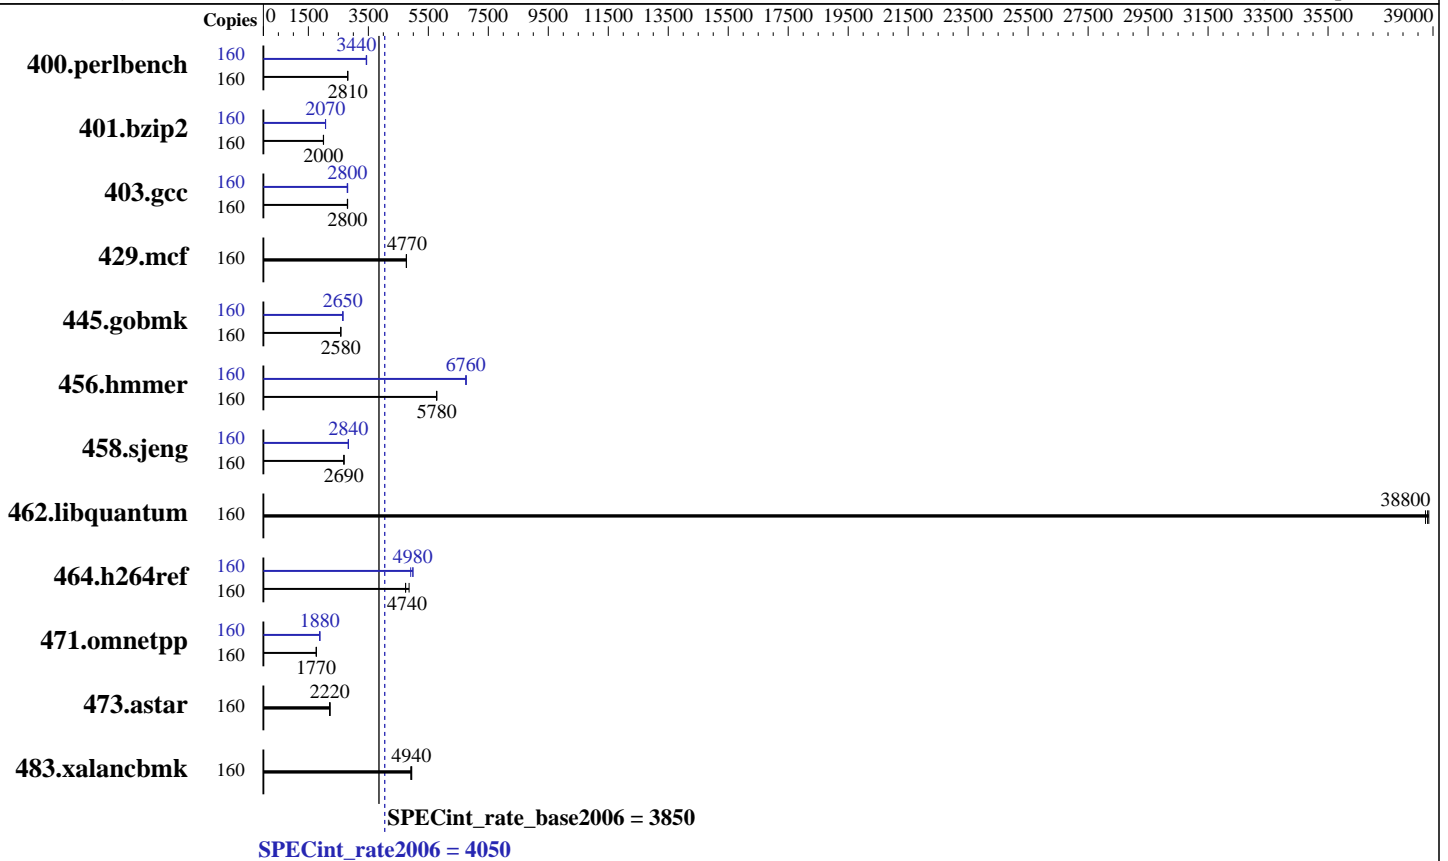 Copies 0 1500 3500 5500 7500 9500 11500 13500 15500 17500 19500 21500 23500 25500 27500 29500 31500 33500 35500 39000
3440
400.perlbench 160
160
2810
2070
401.bzip2 160
160
2000
2800
403.gcc 160
160
2800
4770
429.mcf 160
2650
445.gobmk 160
160
2580
6760
456.hmmer 160
160
5780
2840
458.sjeng 160
160
2690
38800
462.libquantum 160
4980
464.h264ref 160
160
4740
1880
471.omnetpp 160
160
1770
2220
473.astar 160
4940
483.xalancbmk 160
SPECint_rate_base2006 = 3850
SPECint_rate2006 = 4050